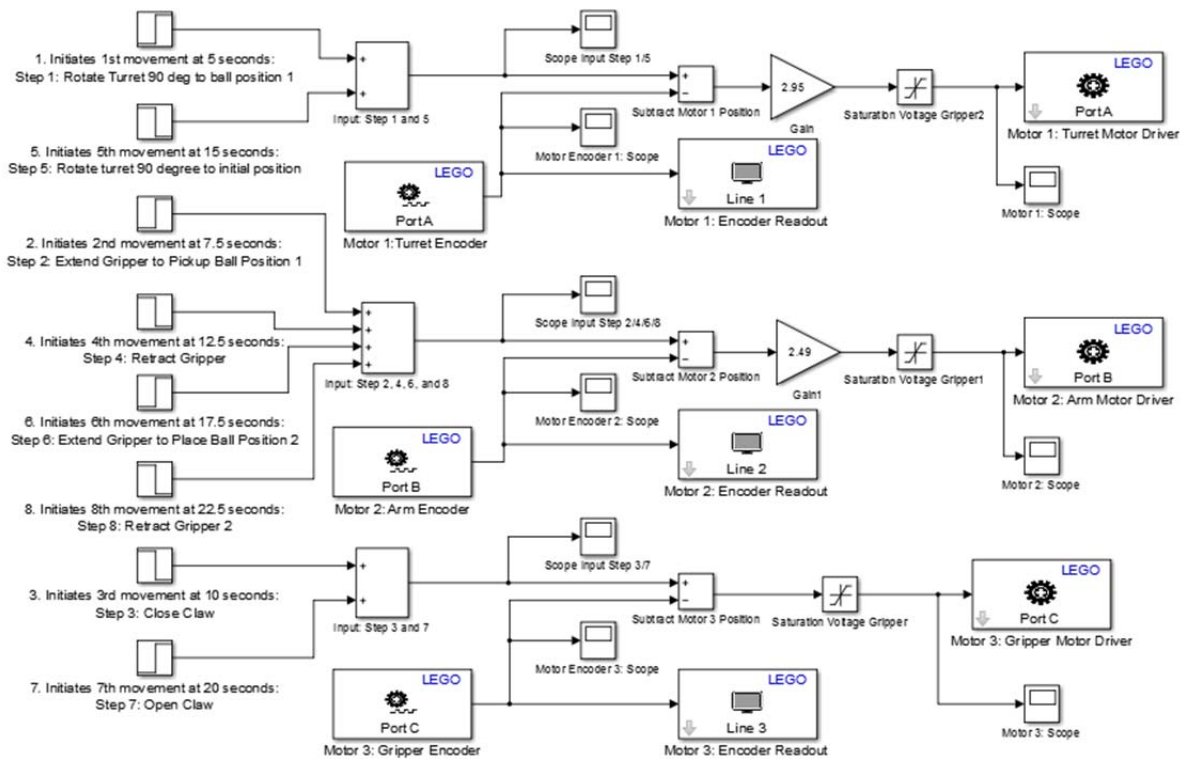 1. Initiates 1st movement at 5 seconds:
Step 1: Rotate Turret 90 deg to ball position 1
5. Initiates 5th movement at 15 seconds:
Step 5: Rotate turret 90 degree to initial position
+
+
Input: Step 1 and 5
Scope Input Step 1/5
Motor Encoder 1: Scope
LEGO
Port A
Motor 1:Turret Encoder
+
−
Subtract Motor 1 Position
LEGO
Line 1
Motor 1: Encoder Readout
2.95
Gain
Saturation Voltage Gripper2
LEGO
Port A
Motor 1: Turret Motor Driver
Motor 1: Scope
2. Initiates 2nd movement at 7.5 seconds:
Step 2: Extend Gripper to Pickup Ball Position 1
4. Initiates 4th movement at 12.5 seconds:
Step 4: Retract Gripper
6. Initiates 6th movement at 17.5 seconds:
Step 6: Extend Gripper to Place Ball Position 2
8. Initiates 8th movement at 22.5 seconds:
Step 8: Retract Gripper 2
+
+
+
+
Input: Step 2, 4, 6, and 8
Scope Input Step 2/4/6/8
Motor Encoder 2: Scope
LEGO
Port B
Motor 2: Arm Encoder
+
−
Subtract Motor 2 Position
LEGO
Line 2
Motor 2: Encoder Readout
2.49
Gain1
Saturation Voltage Gripper1
LEGO
Port B
Motor 2: Arm Motor Driver
Motor 2: Scope
3. Initiates 3rd movement at 10 seconds:
Step 3: Close Claw
7. Initiates 7th movement at 20 seconds:
Step 7: Open Claw
+
+
Input: Step 3 and 7
Scope Input Step 3/7
Motor Encoder 3: Scope
LEGO
Port C
Motor 3: Gripper Encoder
+
−
Subtract Motor 3 Position
LEGO
Line 3
Motor 3: Encoder Readout
Saturation Voltage Gripper
LEGO
Port C
Motor 3: Gripper Motor Driver
Motor 3: Scope